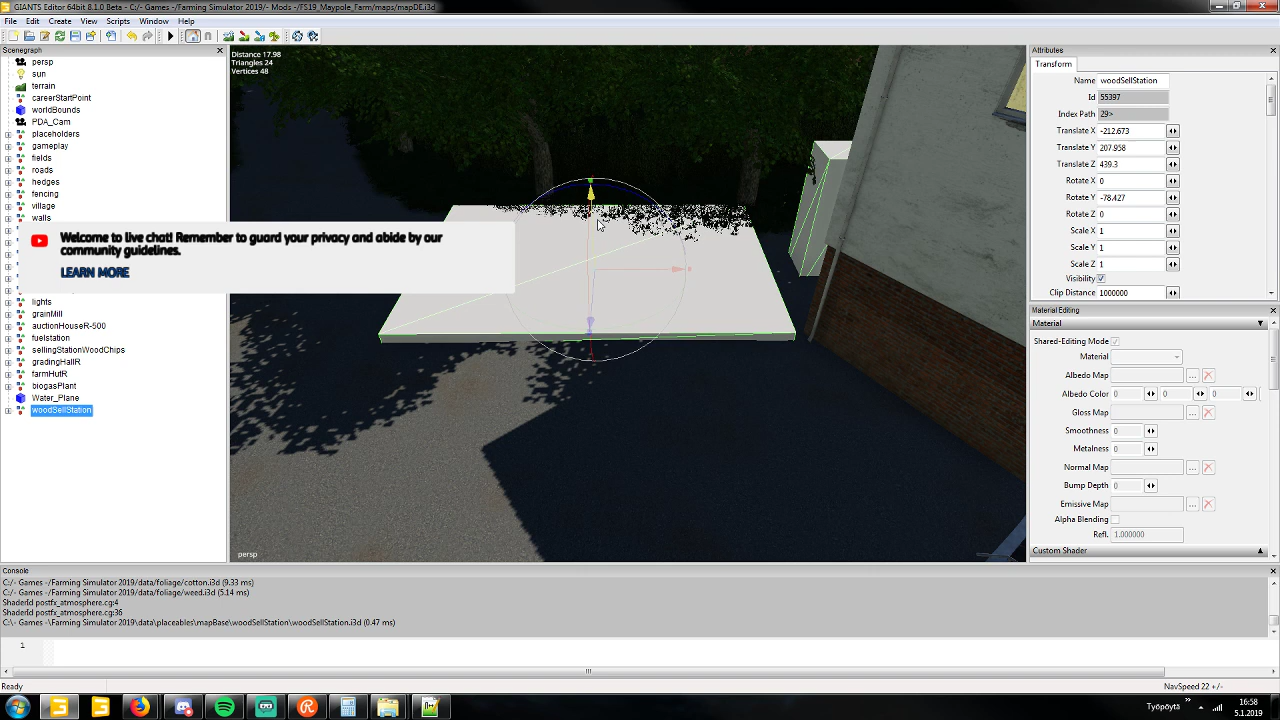 GIANTS Editor 64bit 8.1.0 Beta - C:/- Games -/Farming Simulator 2019 - Mods -/FS19_Maypole_Farm/maps/mapDE.i3d
File Edit Create View Scripts Window Help
Scenegraph
persp
sun
terrain
careerStartPoint
worldBounds
PDA_Cam
placeholders
gameplay
fields
roads
hedges
fencing
village
walls
Welcome to live chat! Remember to guard your privacy and abide by our
community guidelines.
LEARN MORE
lights
grainMill
auctionHouseR-500
fuelstation
sellingStationWoodChips
gradingHallR
farmHutR
biogasPlant
Water_Plane
woodSellStation
Distance 17.98
Triangles 24
Vertices 48
persp
Attributes
Transform
Name woodSellStation
Id 55397
Index Path 29>
Translate X -212.673
Translate Y 207.958
Translate Z 439.3
Rotate X 0
Rotate Y -78.427
Rotate Z 0
Scale X 1
Scale Y 1
Scale Z 1
Visibility
Clip Distance 1000000
Material Editing
Material
Shared-Editing Mode
Material
Albedo Map ...
Albedo Color 0 0 0
Gloss Map ...
Smoothness 0
Metalness 0
Normal Map ...
Bump Depth 0
Emissive Map ...
Alpha Blending
Refl. 1.000000
Custom Shader
Console
C:/- Games -/Farming Simulator 2019/data/foliage/cotton.i3d (9.33 ms)
C:/- Games -/Farming Simulator 2019/data/foliage/weed.i3d (5.14 ms)
ShaderId postfx_atmosphere.cg:4
ShaderId postfx_atmosphere.cg:36
C:/- Games -\Farming Simulator 2019\data\placeables\mapBase\woodSellStation\woodSellStation.i3d (0.47 ms)
1
Ready
NavSpeed 22 +/-
Työpöytä
16:58
5.1.2019